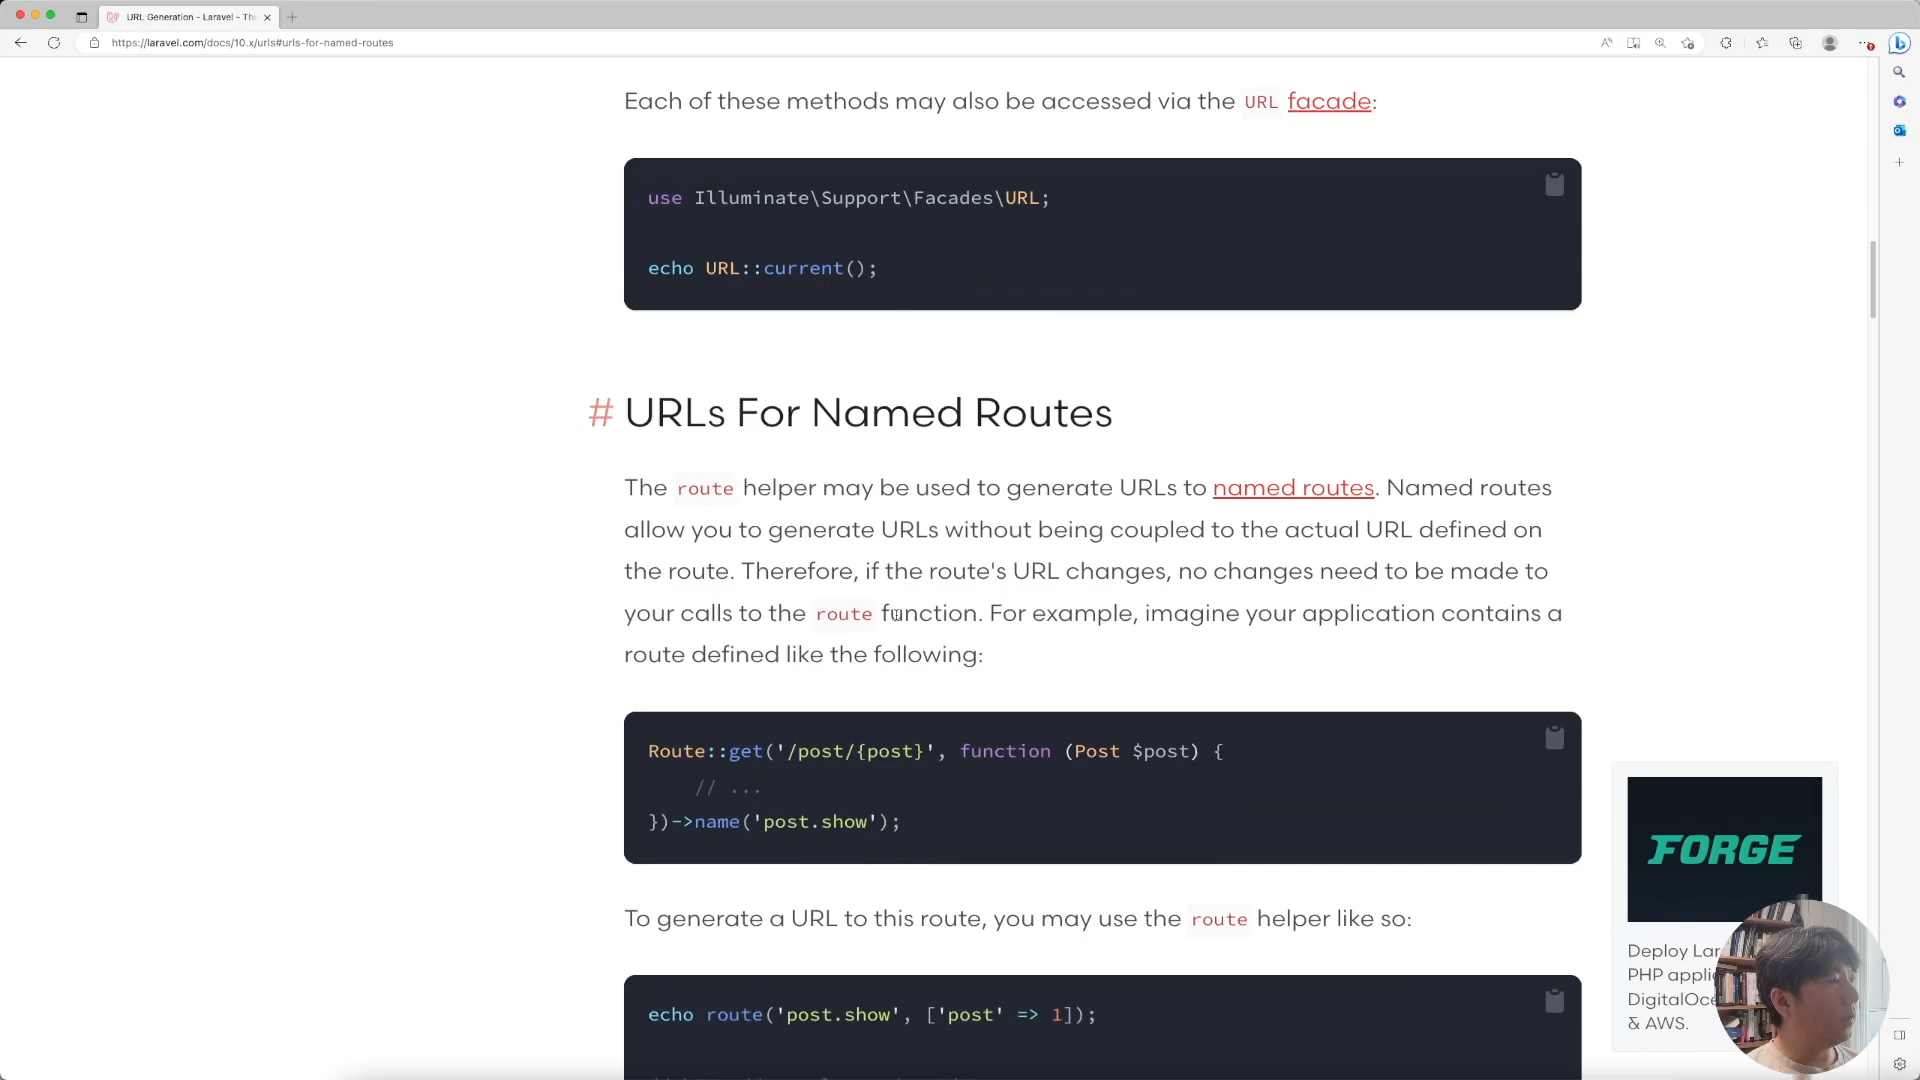 URL Generation - Laravel - Th
https://laravel.com/docs/10.x/urls#urls-for-named-routes
Each of these methods may also be accessed via the URL facade:
use Illuminate\Support\Facades\URL;
echo URL::current();
# URLs For Named Routes
The route helper may be used to generate URLs to named routes. Named routes
allow you to generate URLs without being coupled to the actual URL defined on
the route. Therefore, if the route's URL changes, no changes need to be made to
your calls to the route function. For example, imagine your application contains a
route defined like the following:
Route::get('/post/{post}', function (Post $post) {
// ...
})->name('post.show');
To generate a URL to this route, you may use the route helper like so:
echo route('post.show', ['post' => 1]);
FORGE
Deploy Lar
PHP appli
DigitalOce
& AWS.